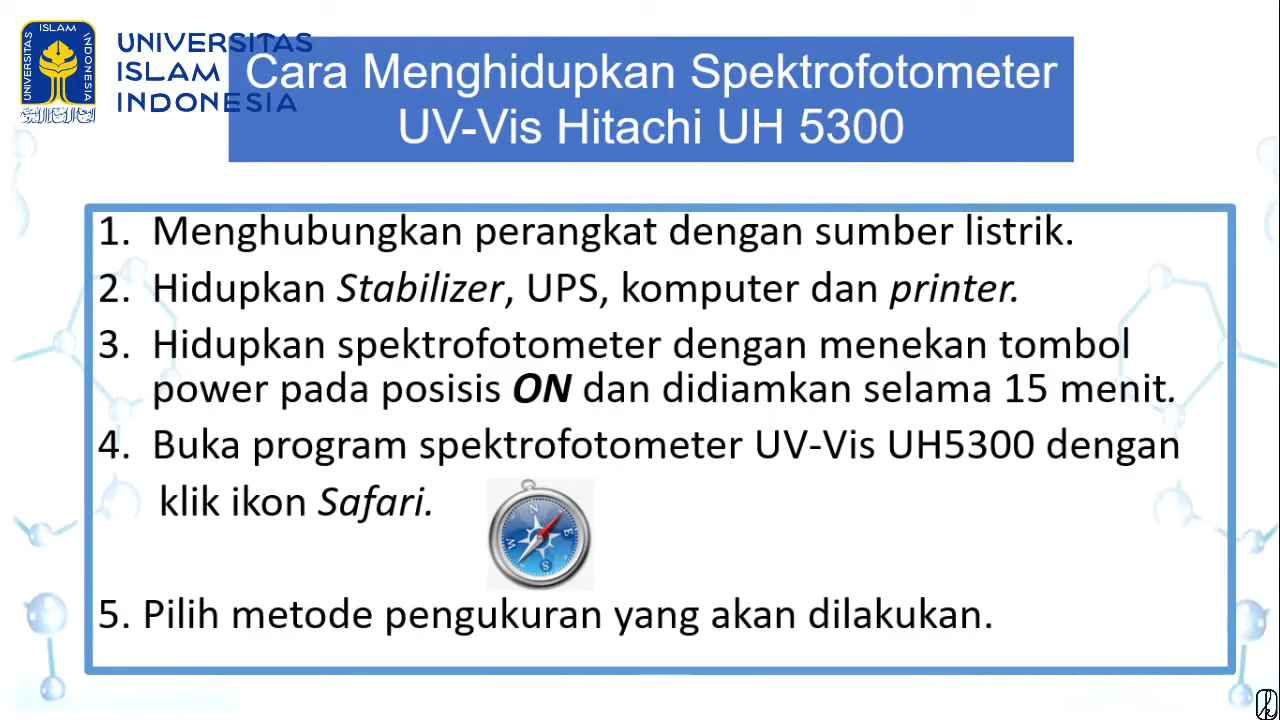 UNIVERSITAS
ISLAM
INDONESIA
ISLAM
UNIVERSITAS
INDONESIA
Cara Menghidupkan Spektrofotometer
UV-Vis Hitachi UH 5300
1. Menghubungkan perangkat dengan sumber listrik.
2. Hidupkan Stabilizer, UPS, komputer dan printer.
3. Hidupkan spektrofotometer dengan menekan tombol
power pada posisis ON dan didiamkan selama 15 menit.
4. Buka program spektrofotometer UV-Vis UH5300 dengan
klik ikon Safari.
N
E
S
W
5. Pilih metode pengukuran yang akan dilakukan.